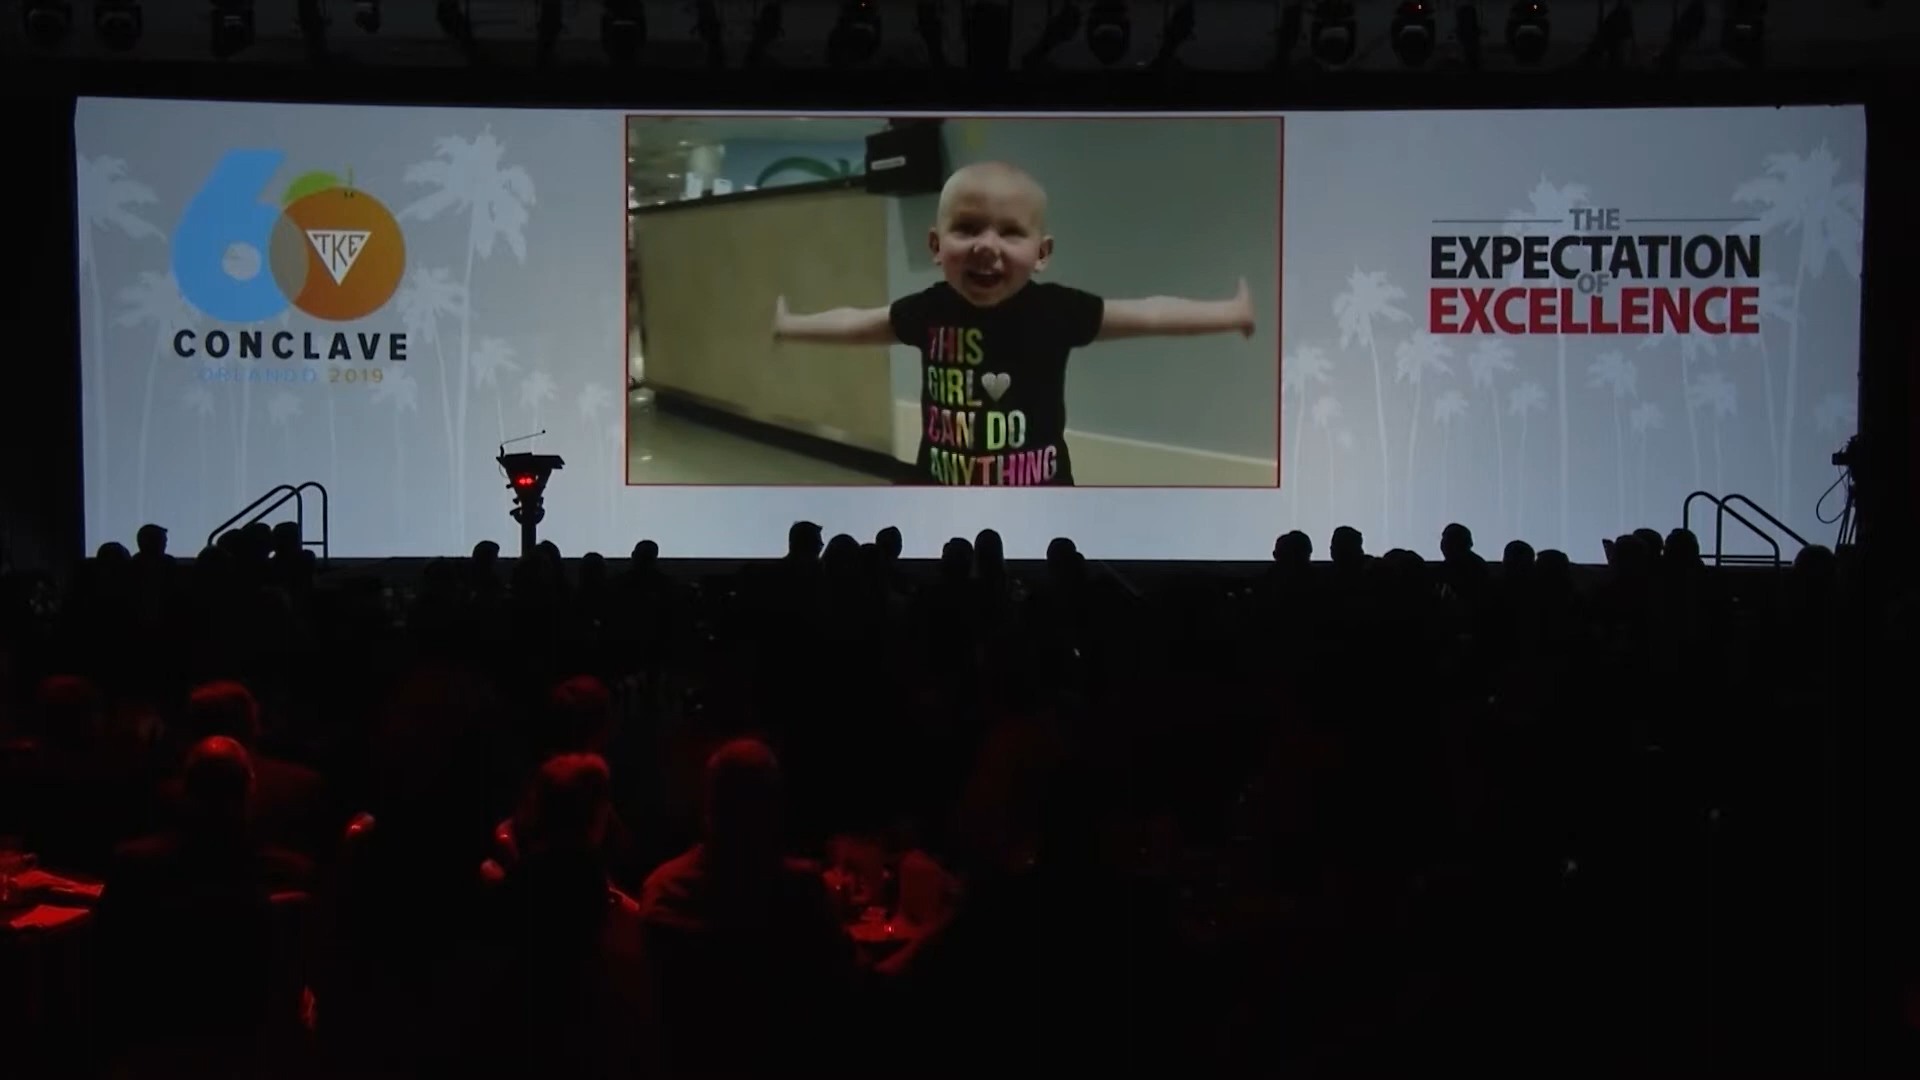 60
TKE
CONCLAVE
ORLANDO 2019
THIS
GIRL
CAN DO
ANYTHING
THE
EXPECTATION
OF
EXCELLENCE